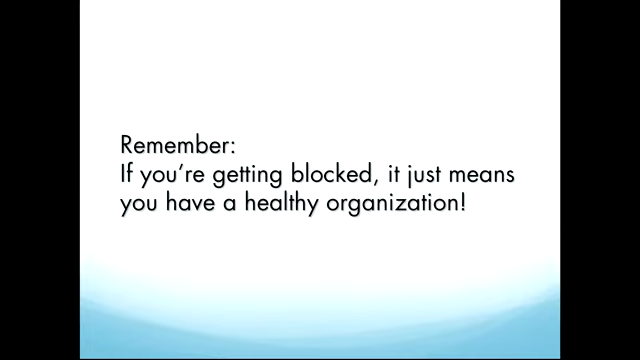 Remember:
If you’re getting blocked, it just means
you have a healthy organization!